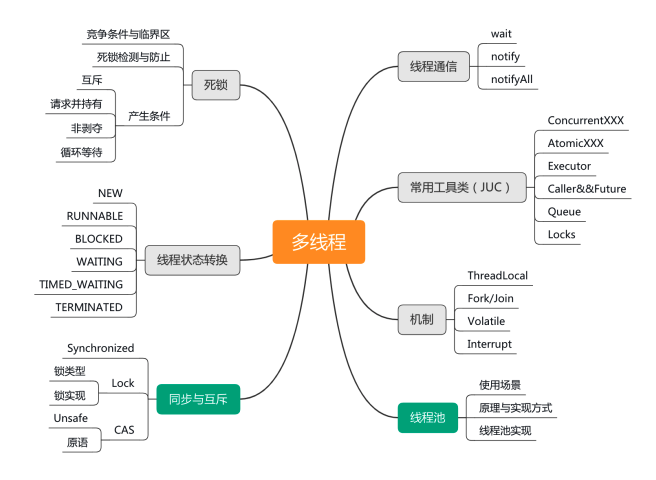 多线程
死锁
竞争条件与临界区
死锁检测与防止
产生条件
互斥
请求并持有
非剥夺
循环等待
线程状态转换
NEW
RUNNABLE
BLOCKED
WAITING
TIMED_WAITING
TERMINATED
同步与互斥
Synchronized
Lock
锁类型
锁实现
CAS
Unsafe
原语
线程通信
wait
notify
notifyAll
常用工具类（JUC）
ConcurrentXXX
AtomicXXX
Executor
Caller&&Future
Queue
Locks
机制
ThreadLocal
Fork/Join
Volatile
Interrupt
线程池
使用场景
原理与实现方式
线程池实现